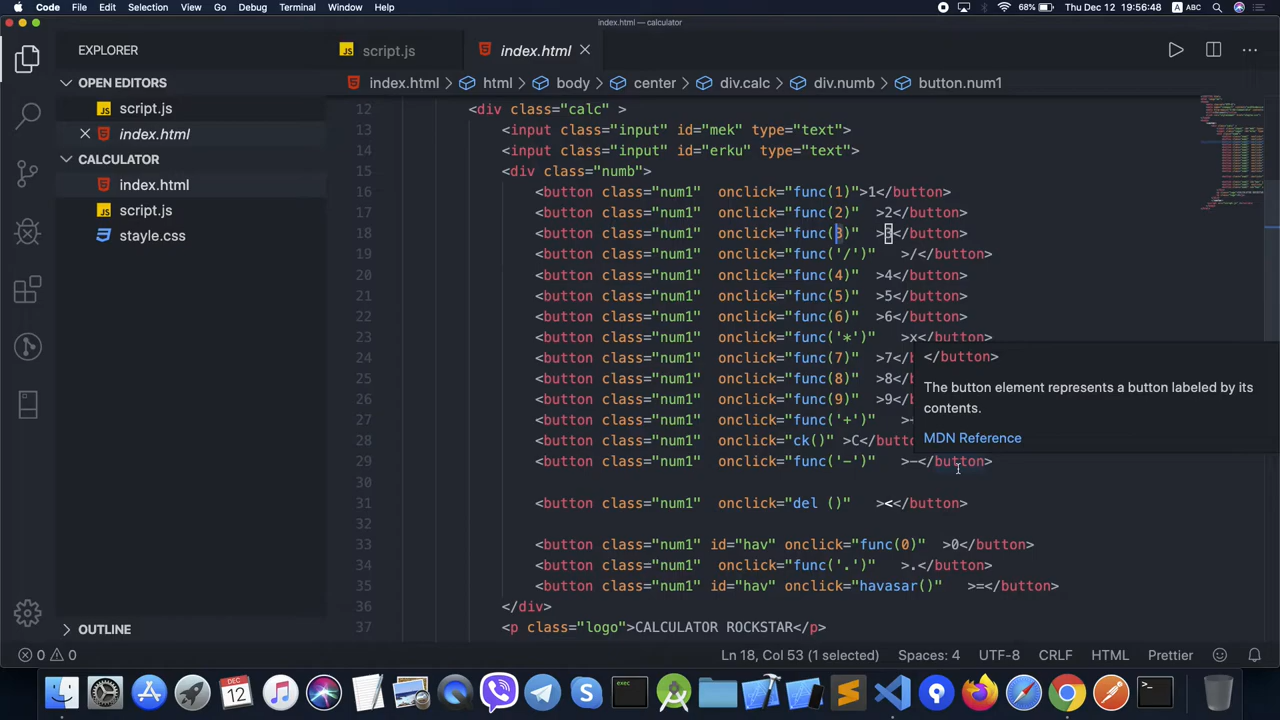 Code File Edit Selection View Go Debug Terminal Window Help 68% Thu Dec 12 19:56:48 A ABC
index.html — calculator
EXPLORER
JS script.js index.html
OPEN EDITORS
JS script.js
index.html
CALCULATOR
index.html
JS script.js
stayle.css
OUTLINE
index.html > html > body > center > div.calc > div.numb > button.num1
12 <div class="calc" >
13 <input class="input" id="mek" type="text">
14 <input class="input" id="erku" type="text">
15 <div class="numb">
16 <button class="num1" onclick="func(1)">1</button>
17 <button class="num1" onclick="func(2)" >2</button>
18 <button class="num1" onclick="func(3)" >3</button>
19 <button class="num1" onclick="func('/')" >/</button>
20 <button class="num1" onclick="func(4)" >4</button>
21 <button class="num1" onclick="func(5)" >5</button>
22 <button class="num1" onclick="func(6)" >6</button>
23 <button class="num1" onclick="func('*')" >x</button>
24 <button class="num1" onclick="func(7)" >7</b
25 <button class="num1" onclick="func(8)" >8</b
26 <button class="num1" onclick="func(9)" >9</b
27 <button class="num1" onclick="func('+')" >
28 <button class="num1" onclick="ck()" >C</butt
29 <button class="num1" onclick="func('-')" >-</button>
30
31 <button class="num1" onclick="del ()" ><</button>
32
33 <button class="num1" id="hav" onclick="func(0)" >0</button>
34 <button class="num1" onclick="func('.')" >.</button>
35 <button class="num1" id="hav" onclick="havasar()" >=</button>
36 </div>
37 <p class="logo">CALCULATOR ROCKSTAR</p>
</button>
The button element represents a button labeled by its
contents.
MDN Reference
0 0 Ln 18, Col 53 (1 selected) Spaces: 4 UTF-8 CRLF HTML Prettier
DEC
12
exec